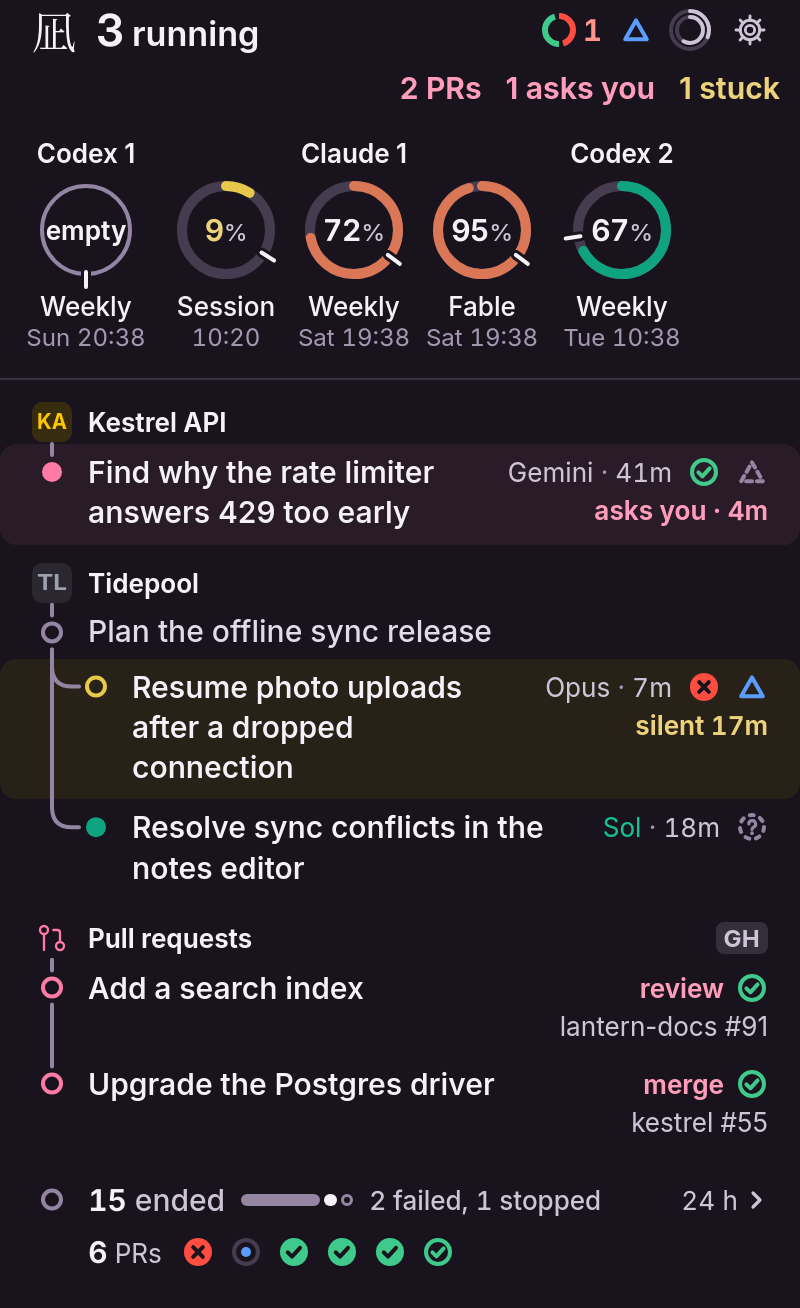 凪 3 running 1
2 PRs 1 asks you 1 stuck
Codex 1 Claude 1 Codex 2
empty 9% 72% 95% 67%
Weekly Session Weekly Fable Weekly
Sun 20:38 10:20 Sat 19:38 Sat 19:38 Tue 10:38
KA Kestrel API
Find why the rate limiter Gemini · 41m
answers 429 too early asks you · 4m
TL Tidepool
Plan the offline sync release
Resume photo uploads Opus · 7m
after a dropped silent 17m
connection
Resolve sync conflicts in the Sol · 18m ?
notes editor
Pull requests GH
Add a search index review
lantern-docs #91
Upgrade the Postgres driver merge
kestrel #55
15 ended 2 failed, 1 stopped 24 h
6 PRs